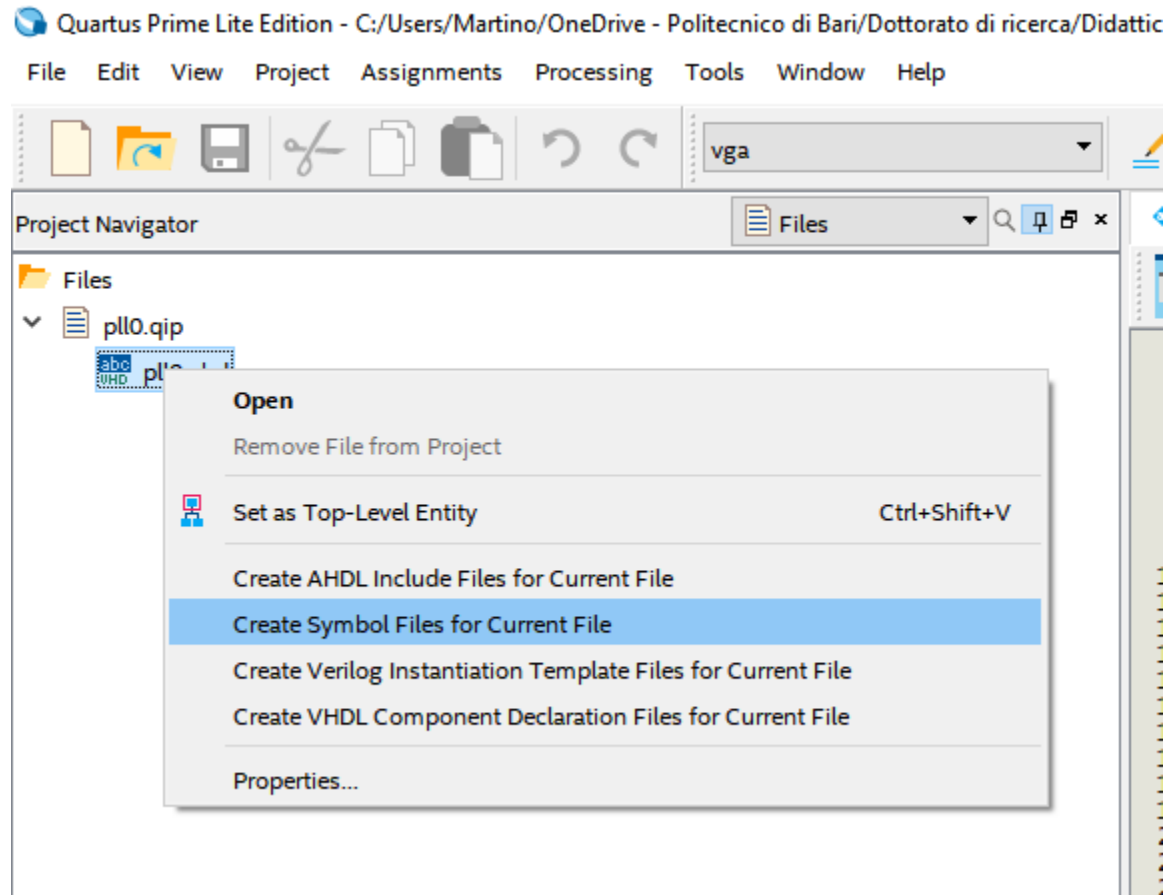 Quartus Prime Lite Edition - C:/Users/Martino/OneDrive - Politecnico di Bari/Dottorato di ricerca/Didattic
File Edit View Project Assignments Processing Tools Window Help
vga
Project Navigator Files
Files
pll0.qip
abc
VHD
Open
Remove File from Project
Set as Top-Level Entity Ctrl+Shift+V
Create AHDL Include Files for Current File
Create Symbol Files for Current File
Create Verilog Instantiation Template Files for Current File
Create VHDL Component Declaration Files for Current File
Properties...